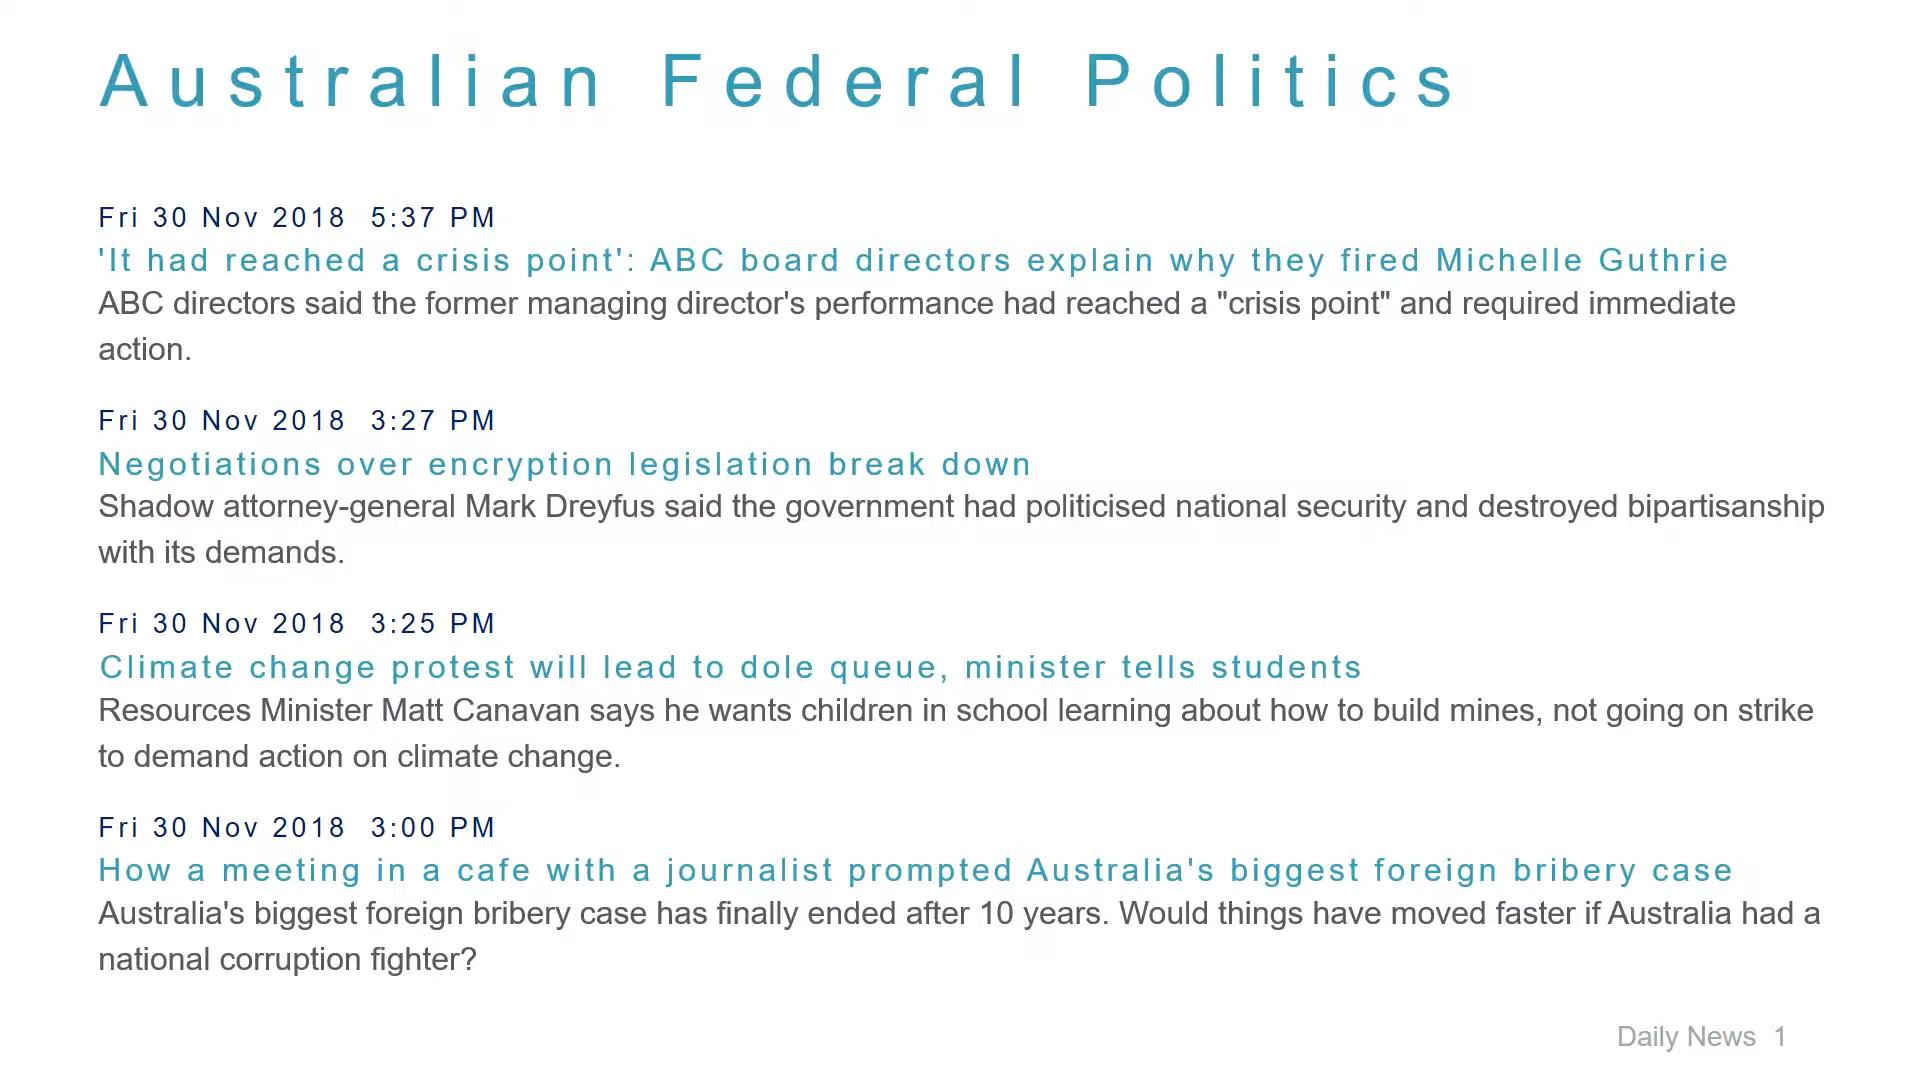 Australian Federal Politics
Fri 30 Nov 2018 5:37 PM
'It had reached a crisis point': ABC board directors explain why they fired Michelle Guthrie
ABC directors said the former managing director's performance had reached a "crisis point" and required immediate
action.
Fri 30 Nov 2018 3:27 PM
Negotiations over encryption legislation break down
Shadow attorney-general Mark Dreyfus said the government had politicised national security and destroyed bipartisanship
with its demands.
Fri 30 Nov 2018 3:25 PM
Climate change protest will lead to dole queue, minister tells students
Resources Minister Matt Canavan says he wants children in school learning about how to build mines, not going on strike
to demand action on climate change.
Fri 30 Nov 2018 3:00 PM
How a meeting in a cafe with a journalist prompted Australia's biggest foreign bribery case
Australia's biggest foreign bribery case has finally ended after 10 years. Would things have moved faster if Australia had a
national corruption fighter?
Daily News 1